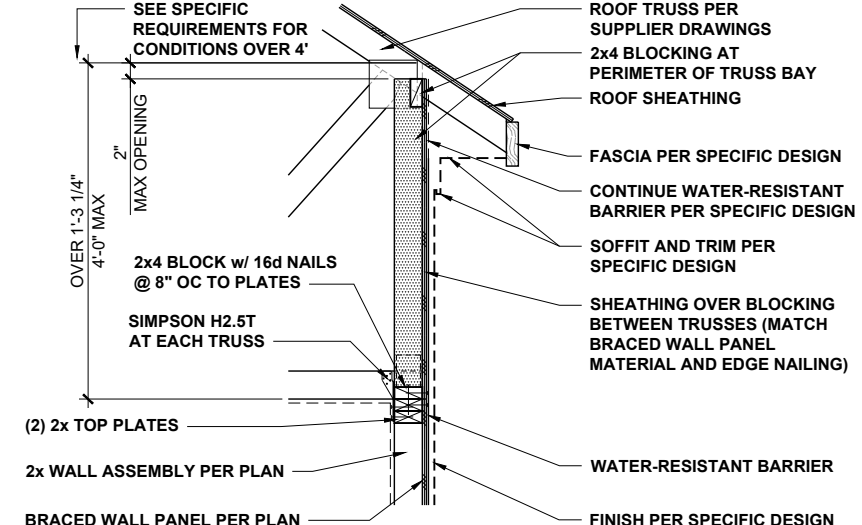 SEE SPECIFIC
REQUIREMENTS FOR
CONDITIONS OVER 4'
OVER 1'-3 1/4"
4'-0" MAX
2"
MAX OPENING
2x4 BLOCK w/ 16d NAILS
@ 8" OC TO PLATES
SIMPSON H2.5T
AT EACH TRUSS
(2) 2x TOP PLATES
2x WALL ASSEMBLY PER PLAN
BRACED WALL PANEL PER PLAN
ROOF TRUSS PER
SUPPLIER DRAWINGS
2x4 BLOCKING AT
PERIMETER OF TRUSS BAY
ROOF SHEATHING
FASCIA PER SPECIFIC DESIGN
CONTINUE WATER-RESISTANT
BARRIER PER SPECIFIC DESIGN
SOFFIT AND TRIM PER
SPECIFIC DESIGN
SHEATHING OVER BLOCKING
BETWEEN TRUSSES (MATCH
BRACED WALL PANEL
MATERIAL AND EDGE NAILING)
WATER-RESISTANT BARRIER
FINISH PER SPECIFIC DESIGN